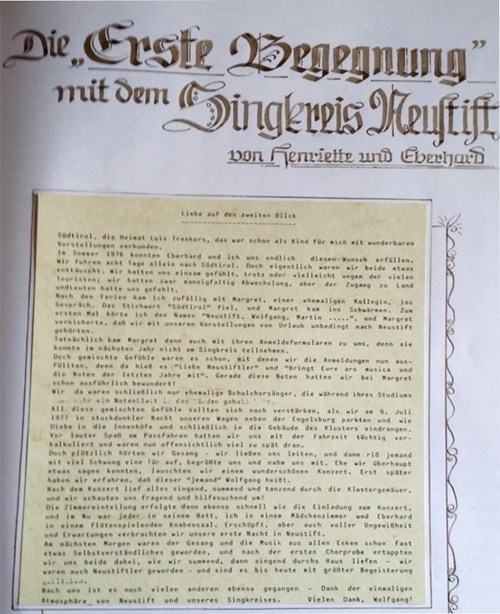 Die „Erste Begegnung"
mit dem Singkreis Neustift
von Henriette und Eberhard
Liebe auf den zweiten Blick
Südtirol, die Heimat Luis Trenkers, das war schon als Kind für mich mit wunderbaren
Vorstellungen verbunden.
Im Sommer 1976 konnten Eberhard und ich uns endlich diesen Wunsch erfüllen.
Wir fuhren acht Tage allein nach Südtirol. Doch eigentlich waren wir beide etwas
enttäuscht. Wir hatten uns einsam gefühlt, trotz oder vielleicht wegen der vielen
Touristen; wir hatten zwar mannigfaltig Abwechslung, aber der Zugang zu Land
und Leuten hatte uns gefehlt.
Nach den Ferien kam ich zufällig mit Margret, einer ehemaligen Kollegin, ins
Gespräch. Das Stichwort "Südtirol" fiel, und Margret kam ins Schwärmen. Zum
ersten Mal hörte ich den Namen "Neustift, Wolfgang, Martin .....", und Margret
versicherte, daß wir mit unseren Vorstellungen von Urlaub unbedingt nach Neustift
gehörten.
Tatsächlich kam Margret dann auch mit ihren Anmeldeformularen zu uns, denn sie
konnte im nächsten Jahr nicht am Singkreis teilnehmen.
Doch gemischte Gefühle waren es schon, mit denen wir die Anmeldungen nun aus-
füllten, denn da hieß es "Liebe Neustiftler" und "Bringt Eure ars musica und
die Noten der letzten Jahre mit". Gerade diese Noten hatten wir bei Margret
schon ausführlich bewundert!
Wir da waren schließlich nur ehemalige Schulchorsänger, die während ihres Studiums
ein Notenblatt in den Händen
All diese gemischten Gefühle sollten sich noch verstärken, als wir am 9. Juli
1977 in stockdunkler Nacht unseren Wagen neben der Engelsburg parkten und wie
Diebe in die Innenhöfe und schließlich in die Gebäude des Klosters eindrangen.
Vor lauter Spaß am Passfahren hatten wir uns mit der Fahrzeit tüchtig ver-
kalkuliert und waren nun offensichtlich viel zu spät dran.
Doch plötzlich hörten wir Gesang - wir ließen uns leiten, und dann riß jemand
mit viel Schwung eine Tür auf, begrüßte uns und nahm uns mit. Ehe wir überhaupt
etwas sagen konnten, lauschten wir einem wunderschönen Konzert. Erst später
haben wir erfahren, daß dieser "jemand" Wolfgang heißt.
Nach dem Konzert lief alles singend, summend und tanzend durch die Klostergemäuer,
und wir schauten uns fragend und hilfesuchend um!
Die Zimmereinteilung erfolgte dann ebenso schnell wie die Einladung zum Konzert,
und im Nu war jeder in seinem Bett, ich in einem Mädchenzimmer und Eberhard
in einem flötenspielenden Knabensaal. Erschöpft, aber auch voller Ungewißheit
und Erwartungen verbrachten wir unsere erste Nacht in Neustift.
Am nächsten Morgen waren der Gesang und die Musik aus allen Ecken schon fast
etwas Selbstverständliches geworden, und nach der ersten Chorprobe ertappten
wir uns beide dabei, wie wir summend, dann singend durchs Haus liefen - wir
waren auch Neustiftler geworden - und sind es bis heute mit größter Begeisterung
Nach uns ist es noch vielen anderen ebenso gegangen - Dank der einmaligen
Atmosphäre von Neustift und unseres Singkreises. Vielen Dank, Wolfgang!